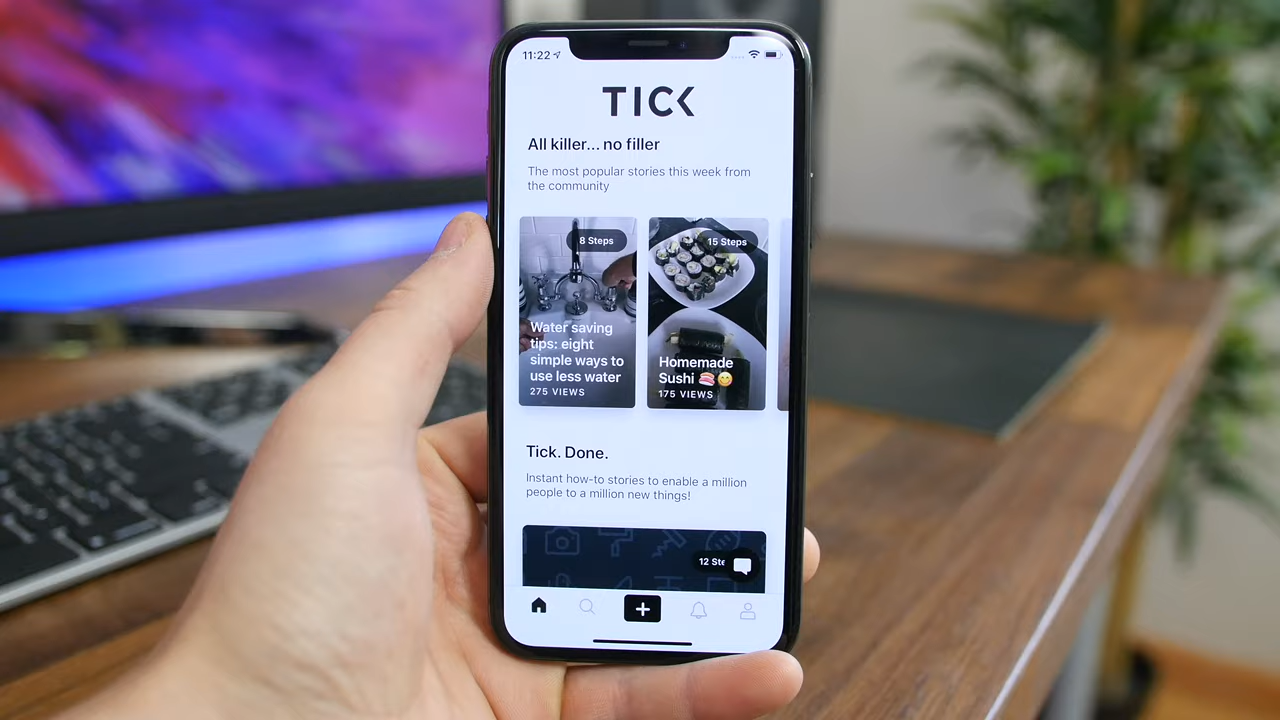 11:22
TICK
All killer... no filler
The most popular stories this week from
the community
8 Steps
Water saving
tips: eight
simple ways to
use less water
275 VIEWS
15 Steps
Homemade
Sushi 🍣😋
175 VIEWS
Tick. Done.
Instant how-to stories to enable a million
people to a million new things!
12 Ste